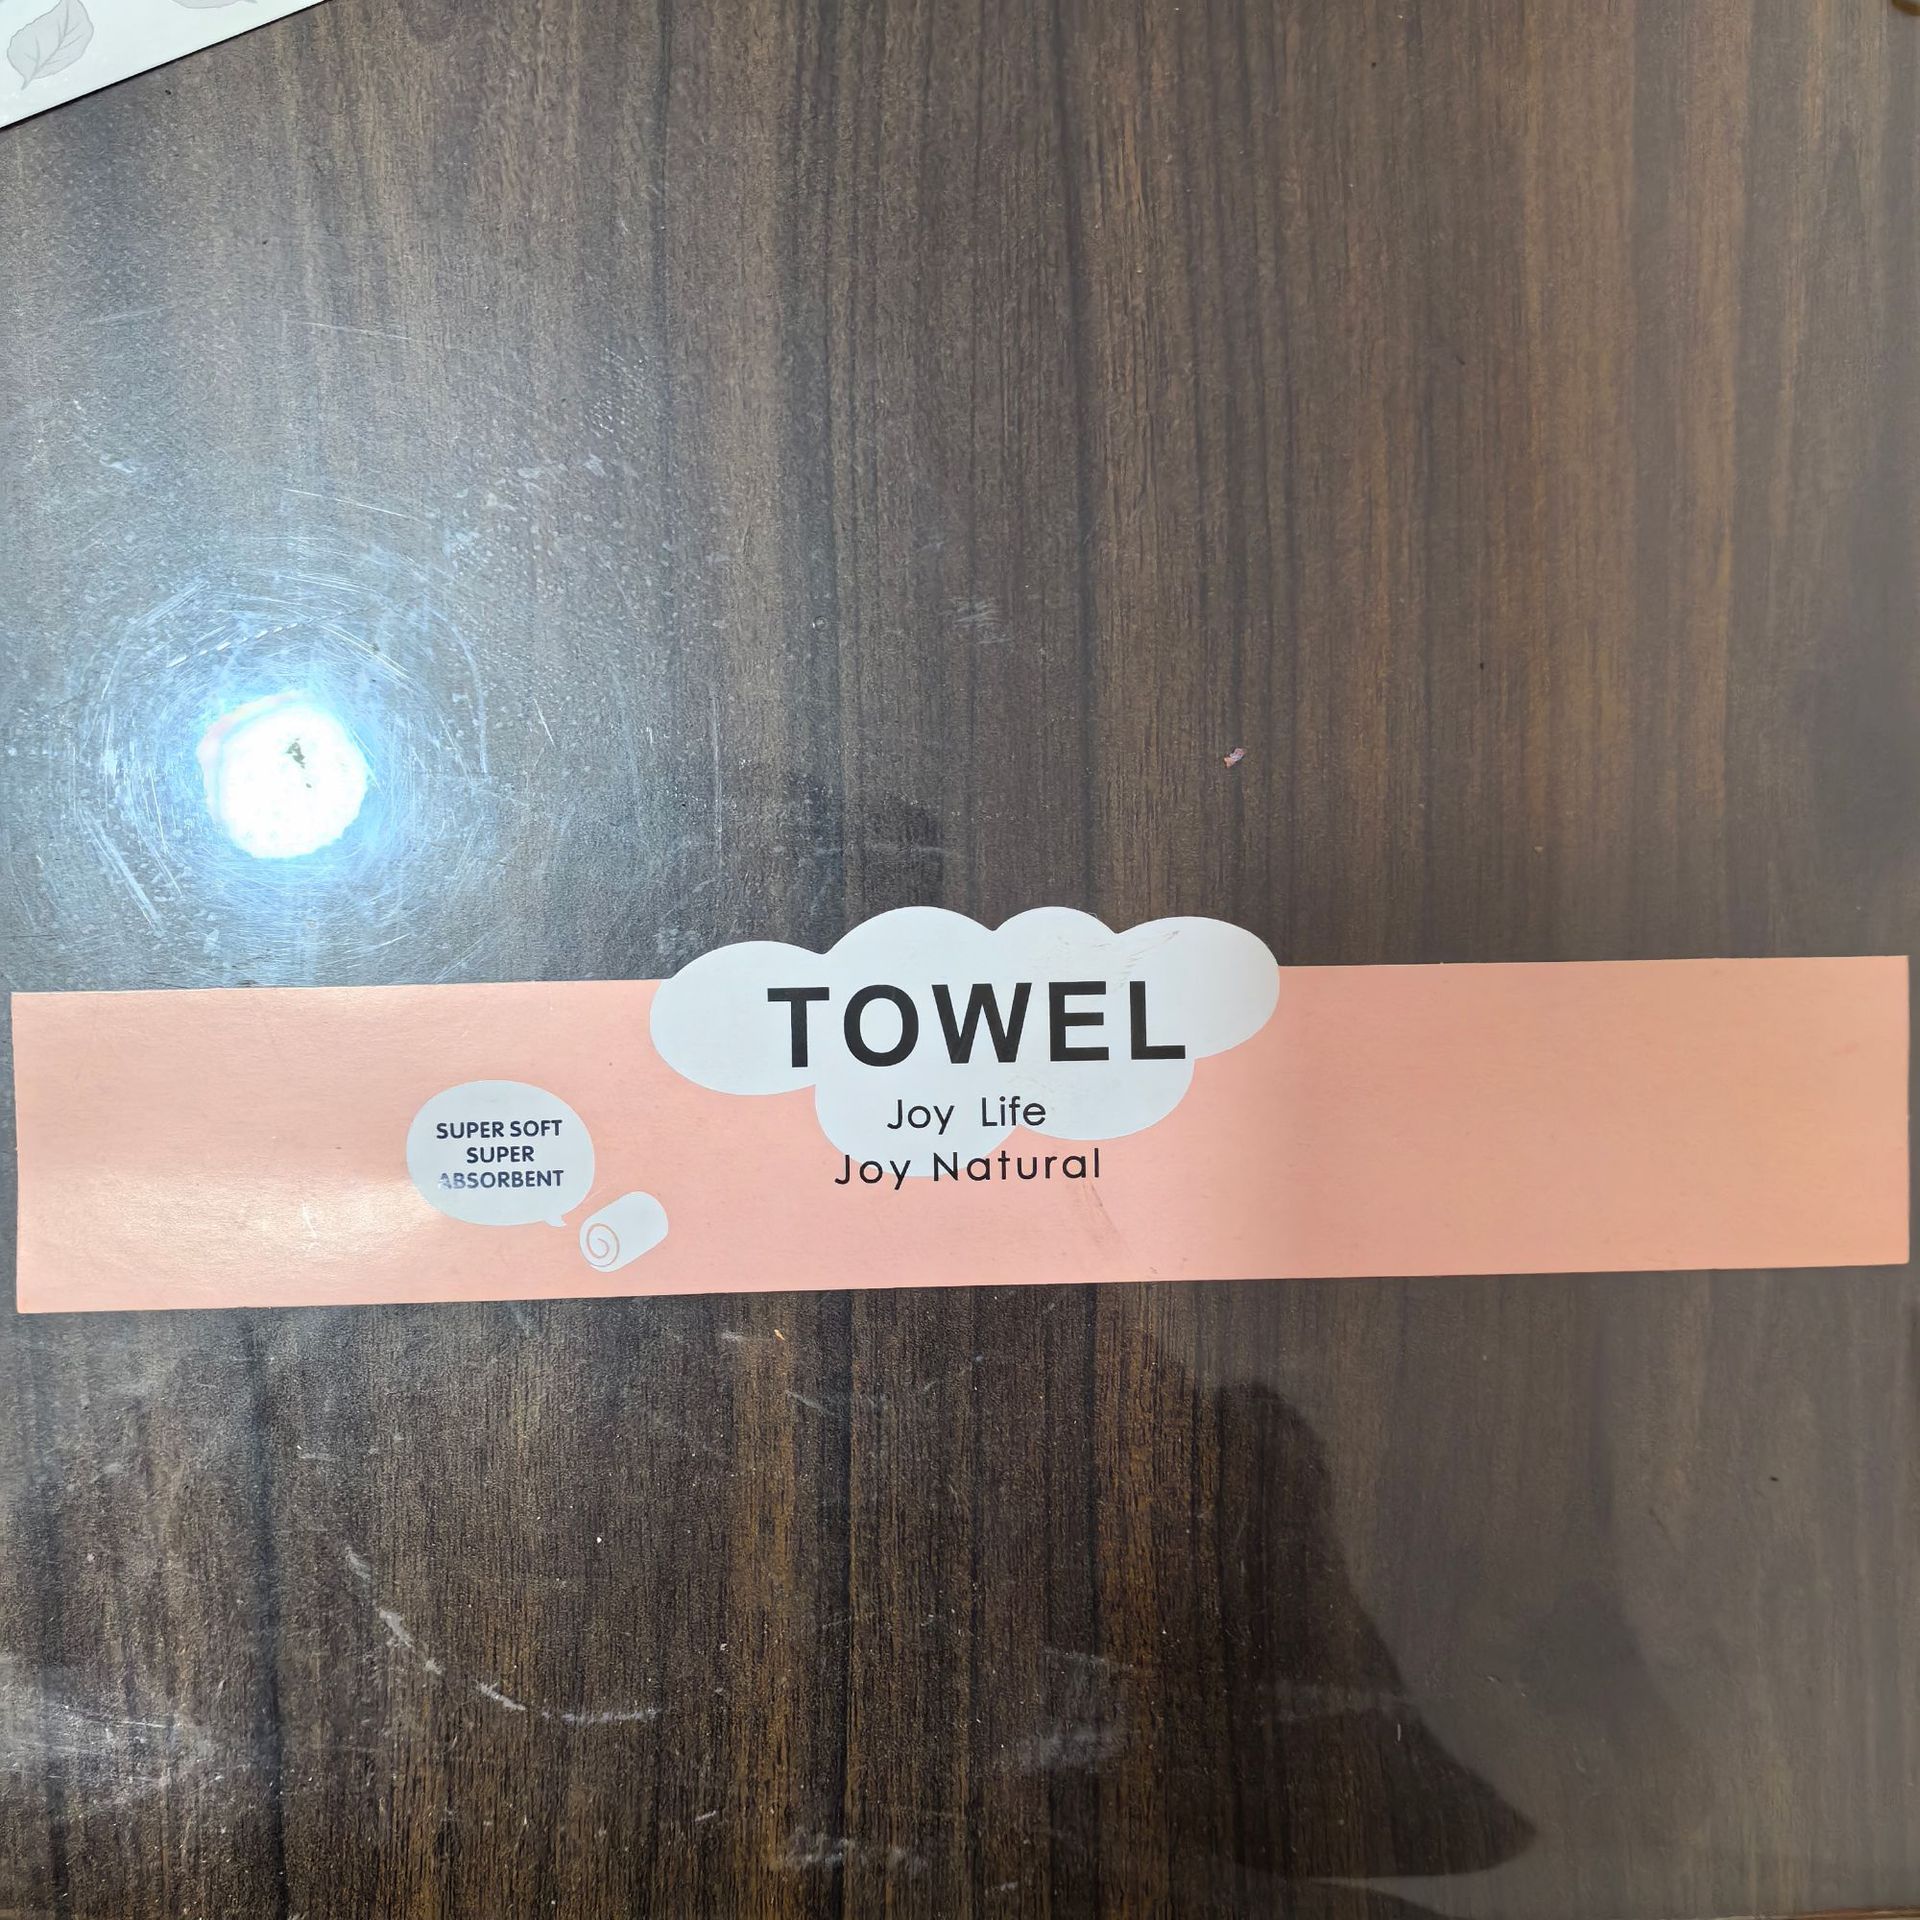 TOWEL
Joy Life
Joy Natural
SUPER SOFT
SUPER
ABSORBENT